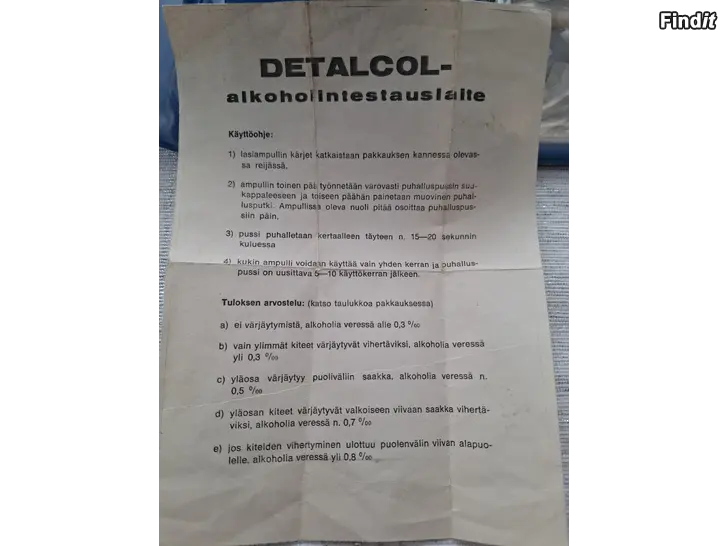 Findit
DETALCOL-
alkoholintestauslaite
Käyttöohje:
1) lasiampullin kärjet katkaistaan pakkauksen kannessa olevas-
sa reijässä.
2) ampullin toinen pää työnnetään varovasti puhalluspussin suu-
kappaleeseen ja toiseen päähän painetaan muovinen puhal-
lusputki. Ampullissa oleva nuoli pitää osoittaa puhalluspus-
siin päin.
3) pussi puhalletaan kertaalleen täyteen n. 15—20 sekunnin
kuluessa
4) kukin ampulli voidaan käyttää vain yhden kerran ja puhallus-
pussi on uusittava 5—10 käyttökerran jälkeen.
Tuloksen arvostelu: (katso taulukkoa pakkauksessa)
a) ei värjäytymistä, alkoholia veressä alle 0,3 ‰
b) vain ylimmät kiteet värjäytyvät vihertäviksi, alkoholia veressä
yli 0,3 ‰
c) yläosa värjäytyy puoliväliin saakka, alkoholia veressä n.
0,5 ‰
d) yläosan kiteet värjäytyvät valkoiseen viivaan saakka vihertä-
viksi, alkoholia veressä n. 0,7 ‰
e) jos kiteiden vihertyminen ulottuu puolenvälin viivan alapuo-
lelle, alkoholia veressä yli 0.8 ‰